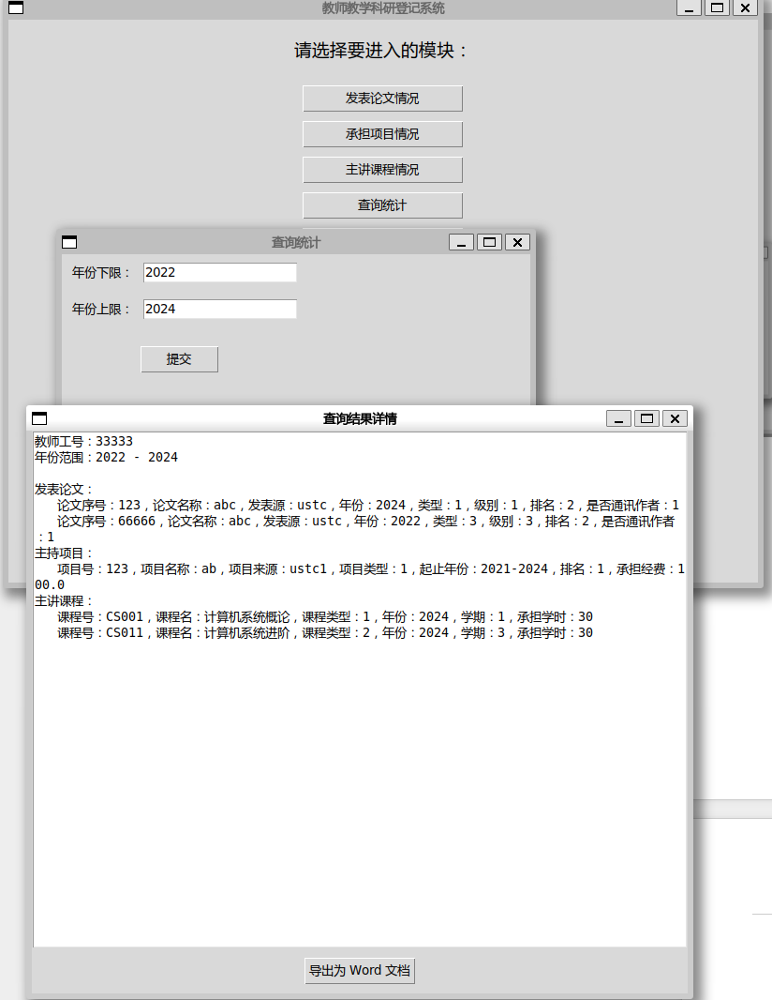 教师教学科研登记系统
请选择要进入的模块：
发表论文情况
承担项目情况
主讲课程情况
查询统计
查询统计
年份下限： 2022
年份上限： 2024
提交
查询结果详情
教师工号：33333
年份范围：2022 - 2024
发表论文：
论文序号：123，论文名称：abc，发表源：ustc，年份：2024，类型：1，级别：1，排名：2，是否通讯作者：1
论文序号：66666，论文名称：abc，发表源：ustc，年份：2022，类型：3，级别：3，排名：2，是否通讯作者
：1
主持项目：
项目号：123，项目名称：ab，项目来源：ustc1，项目类型：1，起止年份：2021-2024，排名：1，承担经费：1
00.0
主讲课程：
课程号：CS001，课程名：计算机系统概论，课程类型：1，年份：2024，学期：1，承担学时：30
课程号：CS011，课程名：计算机系统进阶，课程类型：2，年份：2024，学期：3，承担学时：30
导出为 Word 文档